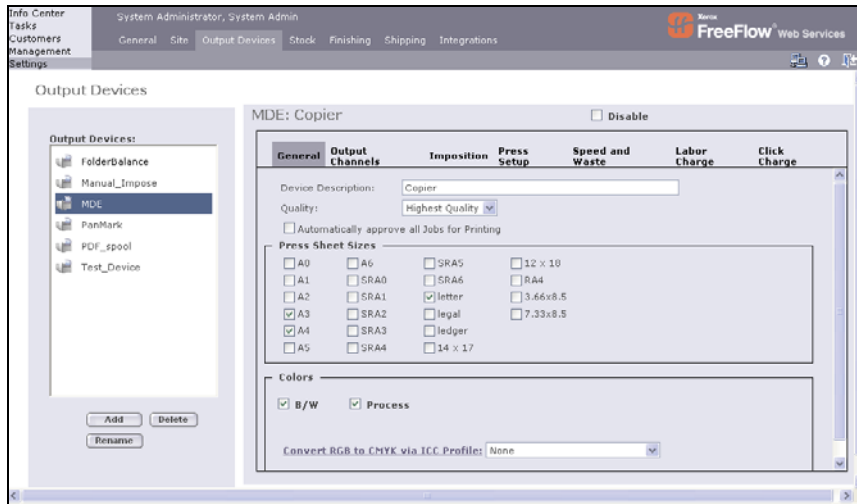 Info Center
Tasks
Customers
Management
Settings
System Administrator, System Admin
General Site Output Devices Stock Finishing Shipping Integrations
Xerox
FreeFlow® Web Services
Output Devices
Output Devices:
FolderBalance
Manual_Impose
MDE
PanMark
PDF_spool
Test_Device
Add Delete
Rename
MDE: Copier Disable
General Output Channels Imposition Press Setup Speed and Waste Labor Charge Click Charge
Device Description: Copier
Quality: Highest Quality
Automatically approve all Jobs for Printing
Press Sheet Sizes
A0 A6 SRA5 12 x 18
A1 SRA0 SRA6 RA4
A2 SRA1 letter 3.66x8.5
A3 SRA2 legal 7.33x8.5
A4 SRA3 ledger
A5 SRA4 14 x 17
Colors
B/W Process
Convert RGB to CMYK via ICC Profile: None